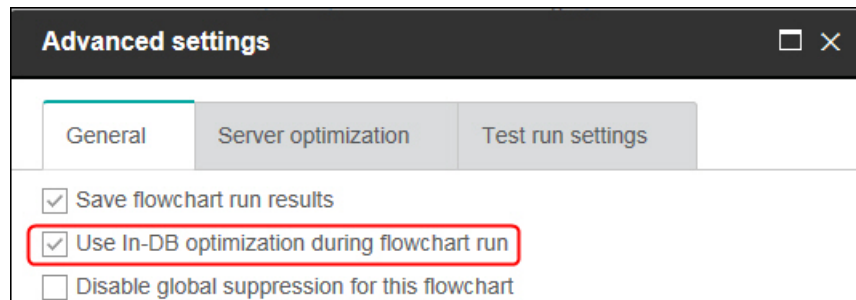 Advanced settings
General Server optimization Test run settings
Save flowchart run results
Use In-DB optimization during flowchart run
Disable global suppression for this flowchart